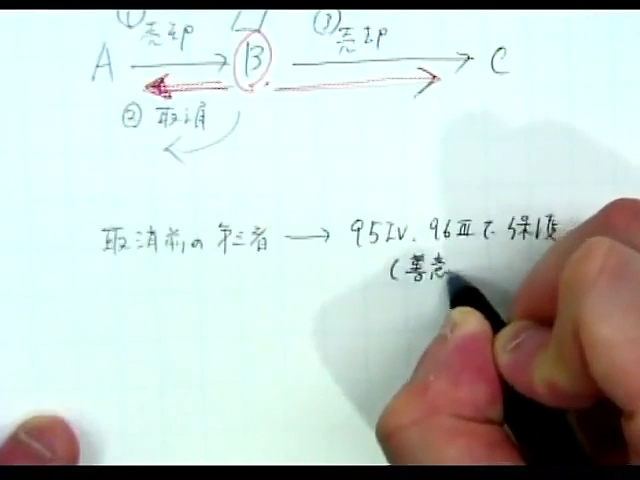 ① 売却 ③ 売却
A → B → C
② 取消
取消前の第三者 → 95Ⅳ、96Ⅲで保護
(善意